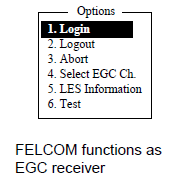 Options
1. Login
2. Logout
3. Abort
4. Select EGC Ch.
5. LES Information
6. Test
FELCOM functions as
EGC receiver